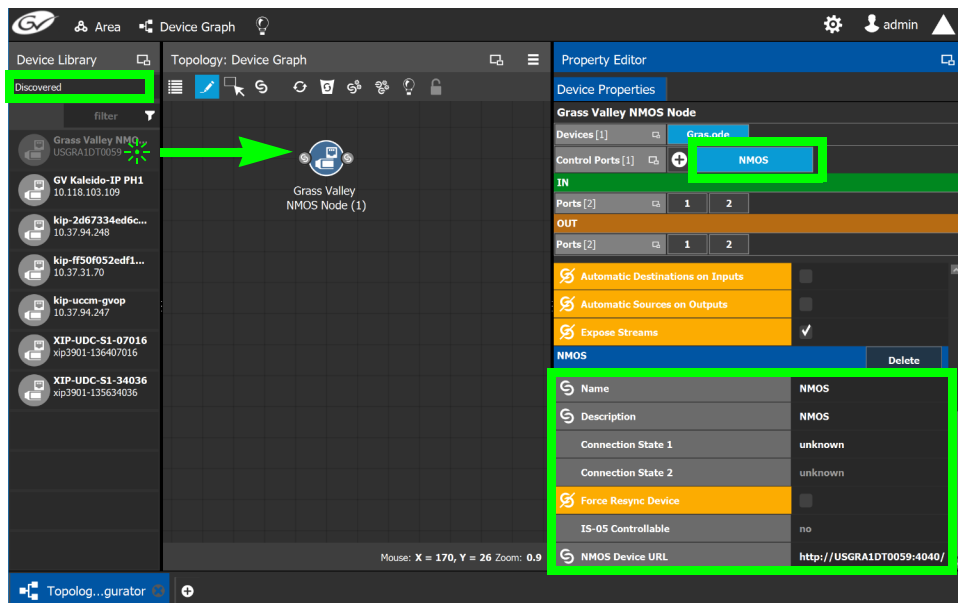 GV Area Device Graph admin
Device Library
Discovered
filter
Grass Valley NMO...
USGRA1DT0059
GV Kaleido-IP PH1
10.118.103.109
kip-2d67334ed6c...
10.37.94.248
kip-ff50f052edf1...
10.37.31.70
kip-uccm-gvop
10.37.94.247
XIP-UDC-S1-07016
xip3901-136407016
XIP-UDC-S1-34036
xip3901-135634036
Topology: Device Graph
Grass Valley
NMOS Node (1)
Mouse: X = 170, Y = 26 Zoom: 0.9
Property Editor
Device Properties
Grass Valley NMOS Node
Devices [1] Gras.ode
Control Ports [1] NMOS
IN
Ports [2] 1 2
OUT
Ports [2] 1 2
Automatic Destinations on Inputs
Automatic Sources on Outputs
Expose Streams
NMOS Delete
Name NMOS
Description NMOS
Connection State 1 unknown
Connection State 2 unknown
Force Resync Device
IS-05 Controllable no
NMOS Device URL http://USGRA1DT0059:4040/
Topolog...gurator